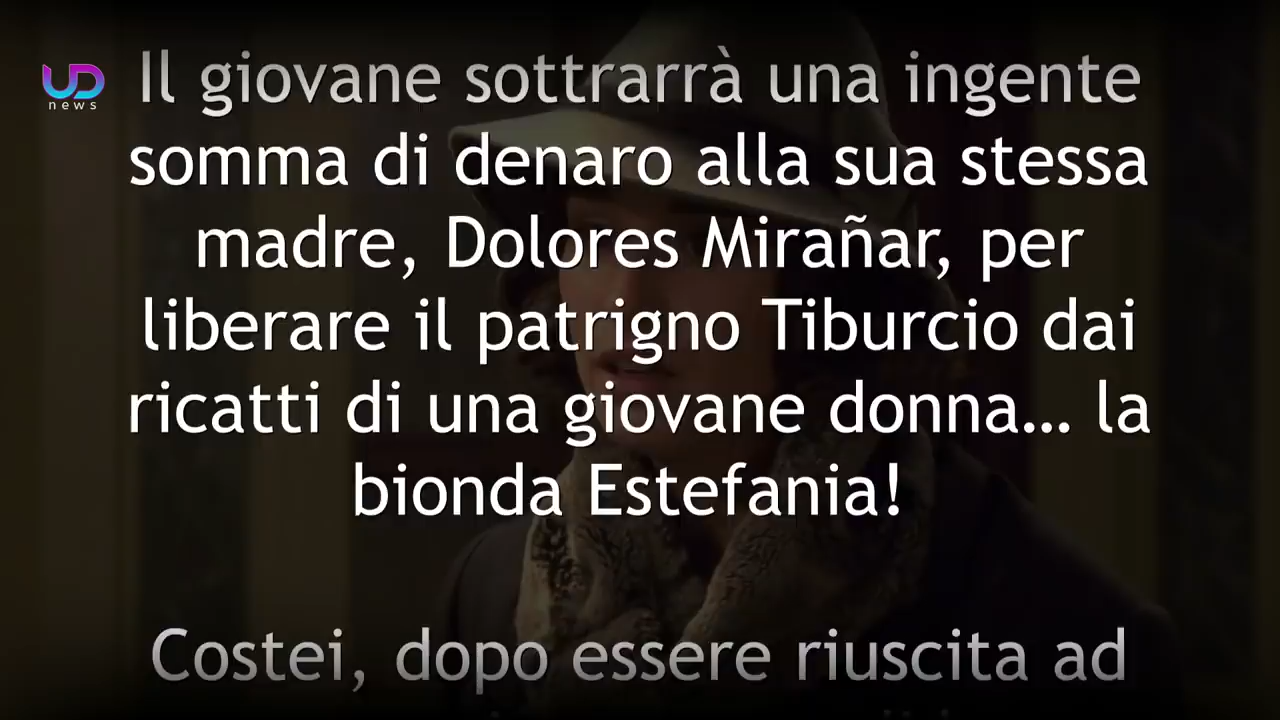 UD
news
Il giovane sottrarrà una ingente
somma di denaro alla sua stessa
madre, Dolores Mirañar, per
liberare il patrigno Tiburcio dai
ricatti di una giovane donna... la
bionda Estefania!
Costei, dopo essere riuscita ad